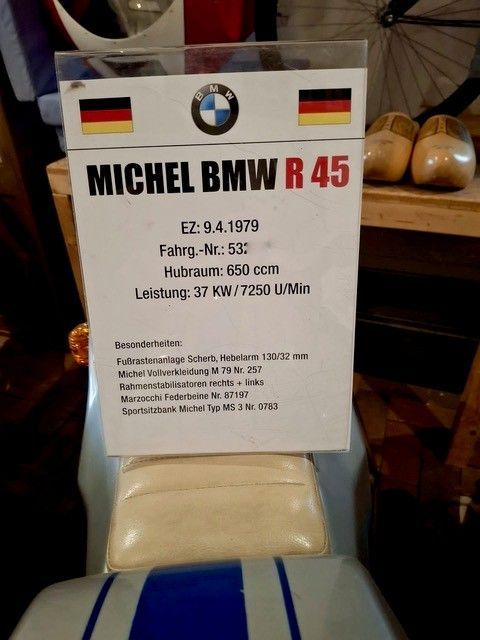 BMW
MICHEL BMW R 45
EZ: 9.4.1979
Fahrg.-Nr.: 532
Hubraum: 650 ccm
Leistung: 37 KW/7250 U/Min
Besonderheiten:
Fußrastenanlage Scherb, Hebelarm 130/32 mm
Michel Vollverkleidung M 79 Nr. 257
Rahmenstabilisatoren rechts + links
Marzocchi Federbeine Nr. 87197
Sportsitzbank Michel Typ MS 3 Nr. 0783